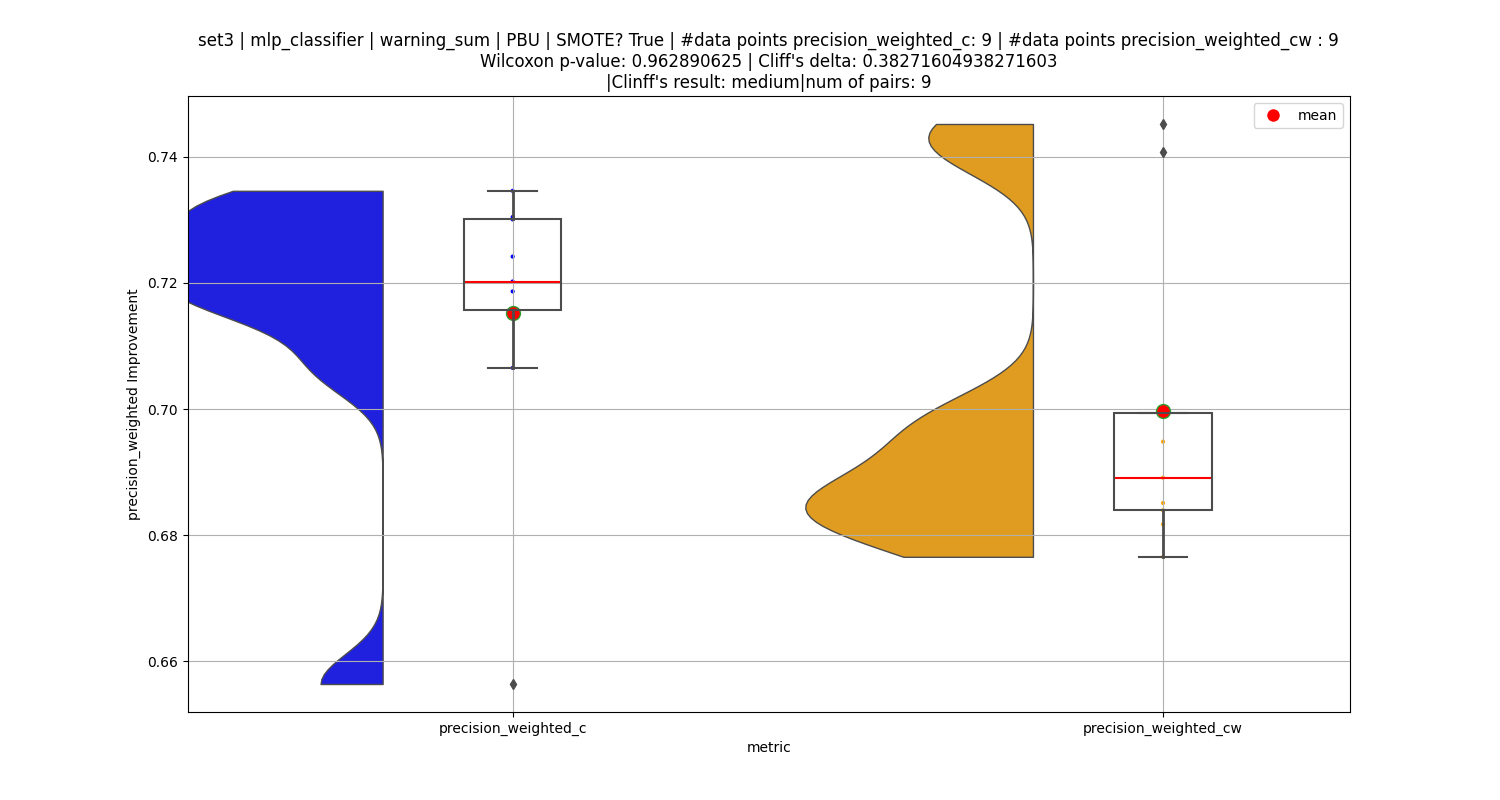 set3 | mlp_classifier | warning_sum | PBU | SMOTE? True | #data points precision_weighted_c: 9 | #data points precision_weighted_cw : 9
Wilcoxon p-value: 0.962890625 | Cliff's delta: 0.38271604938271603
|Clinff's result: medium|num of pairs: 9
mean
0.74
0.72
0.70
0.68
0.66
precision_weighted Improvement
precision_weighted_c
precision_weighted_cw
metric